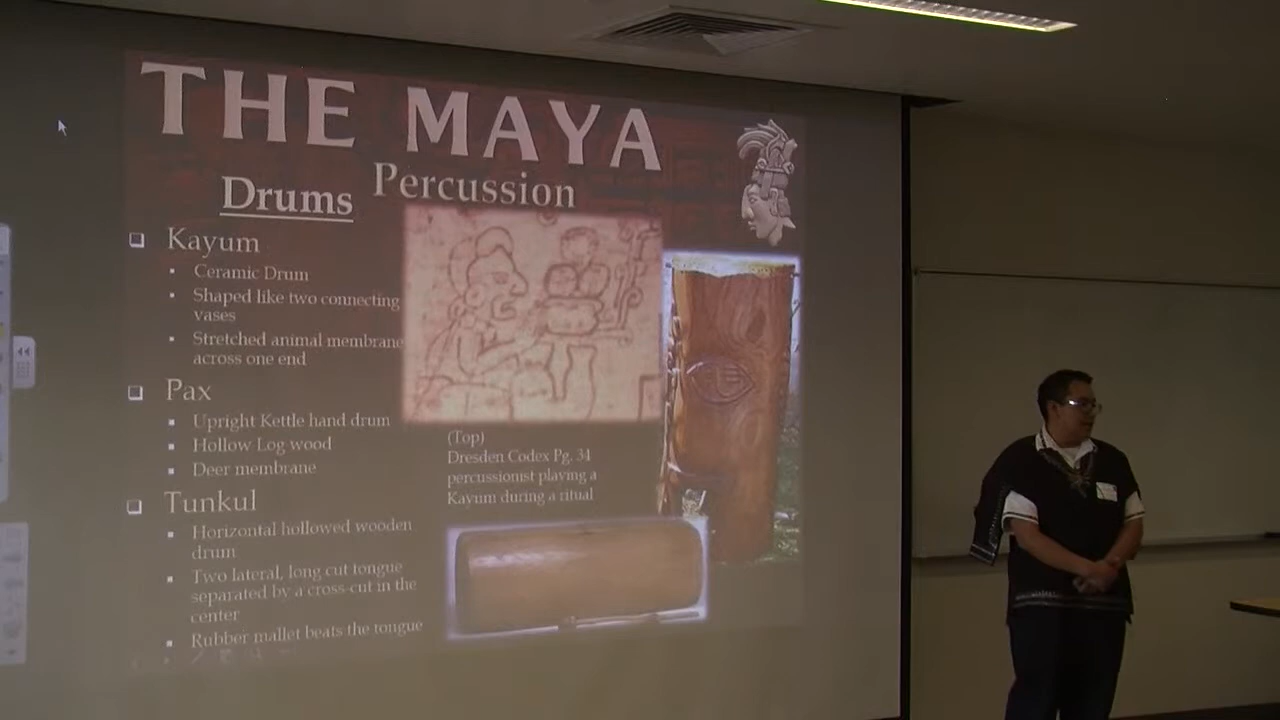 THE MAYA
Percussion
Drums
Kayum
Ceramic Drum
Shaped like two connecting
vases
Stretched animal membrane
across one end
Pax
Upright Kettle hand drum
Hollow Log wood
Deer membrane
Tunkul
Horizontal hollowed wooden
drum
Two lateral, long cut tongue
separated by a cross-cut in the
center
Rubber mallet beats the tongue
(Top)
Dresden Codex Pg. 34
percussionist playing a
Kayum during a ritual